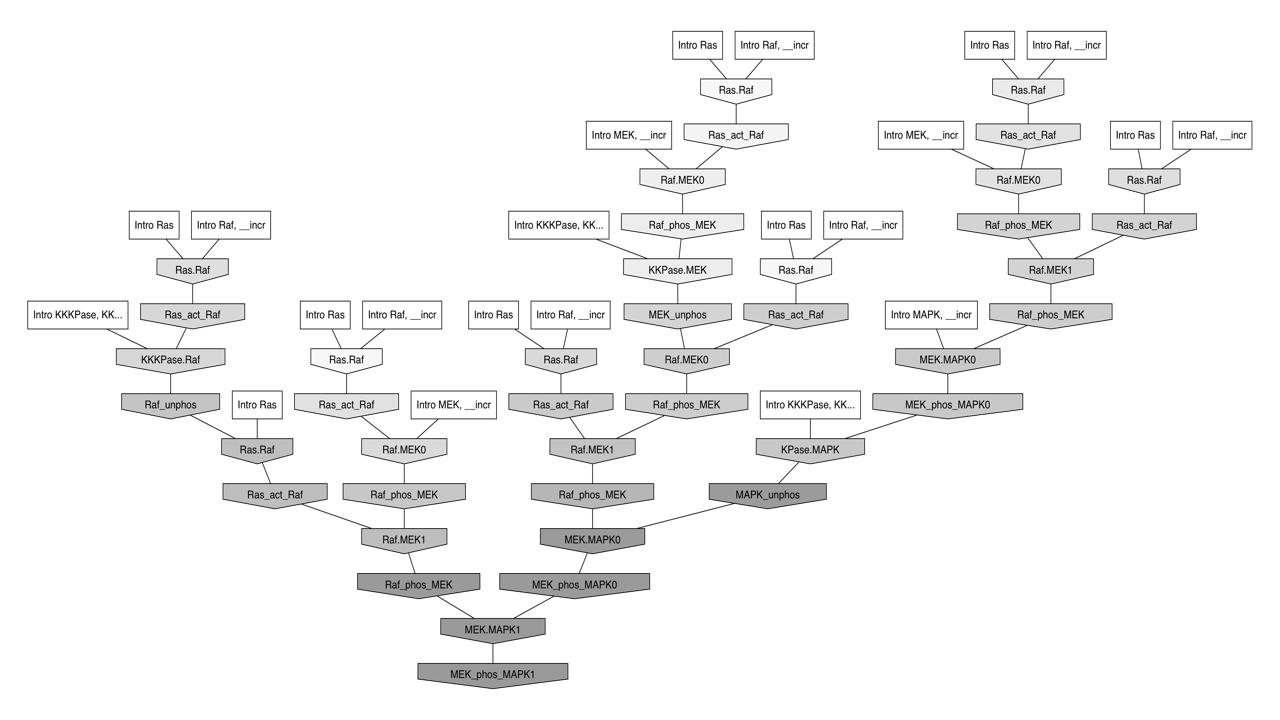 Intro Ras
Intro Raf, __incr
Intro Ras
Intro Raf, __incr
Ras.Raf
Ras.Raf
Intro MEK, __incr
Ras_act_Raf
Intro MEK, __incr
Ras_act_Raf
Intro Ras
Intro Raf, __incr
Raf.MEK0
Raf.MEK0
Ras.Raf
Intro Ras
Intro Raf, __incr
Intro KKKPase, KK...
Raf_phos_MEK
Intro Ras
Intro Raf, __incr
Raf_phos_MEK
Ras_act_Raf
Ras.Raf
KKPase.MEK
Ras.Raf
Raf.MEK1
Intro KKKPase, KK...
Ras_act_Raf
Intro Ras
Intro Raf, __incr
Intro Ras
Intro Raf, __incr
MEK_unphos
Ras_act_Raf
Intro MAPK, __incr
Raf_phos_MEK
KKKPase.Raf
Ras.Raf
Ras.Raf
Raf.MEK0
MEK.MAPK0
Raf_unphos
Intro Ras
Ras_act_Raf
Intro MEK, __incr
Ras_act_Raf
Raf_phos_MEK
Intro KKKPase, KK...
MEK_phos_MAPK0
Ras.Raf
Raf.MEK0
Raf.MEK1
KPase.MAPK
Ras_act_Raf
Raf_phos_MEK
Raf_phos_MEK
MAPK_unphos
Raf.MEK1
MEK.MAPK0
Raf_phos_MEK
MEK_phos_MAPK0
MEK.MAPK1
MEK_phos_MAPK1